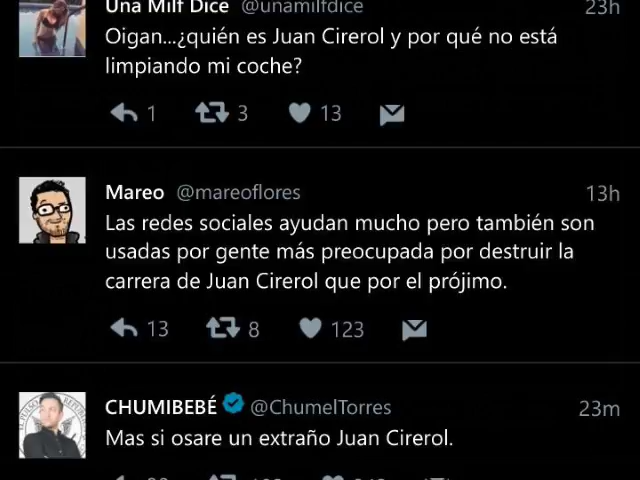 Una Milf Dice @unamilfdice 23h
Oigan...¿quién es Juan Cirerol y por qué no está
limpiando mi coche?
1 3 13
Mareo @mareoflores 13h
Las redes sociales ayudan mucho pero también son
usadas por gente más preocupada por destruir la
carrera de Juan Cirerol que por el prójimo.
13 8 123
CHUMIBEBÉ @ChumelTorres 23m
Mas si osare un extraño Juan Cirerol.